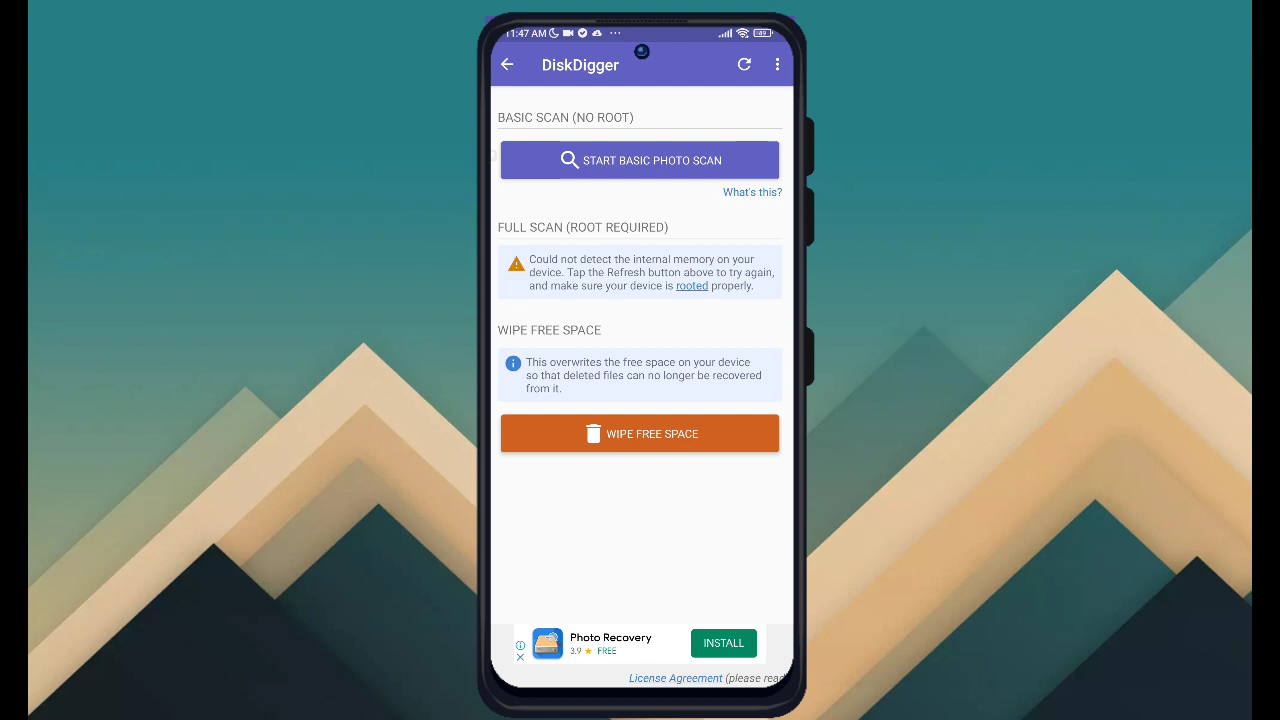 11:47 AM ... 49
DiskDigger
BASIC SCAN (NO ROOT)
START BASIC PHOTO SCAN
What's this?
FULL SCAN (ROOT REQUIRED)
Could not detect the internal memory on your
device. Tap the Refresh button above to try again,
and make sure your device is rooted properly.
WIPE FREE SPACE
This overwrites the free space on your device
so that deleted files can no longer be recovered
from it.
WIPE FREE SPACE
Photo Recovery
3.9 ★ FREE
INSTALL
License Agreement (please read